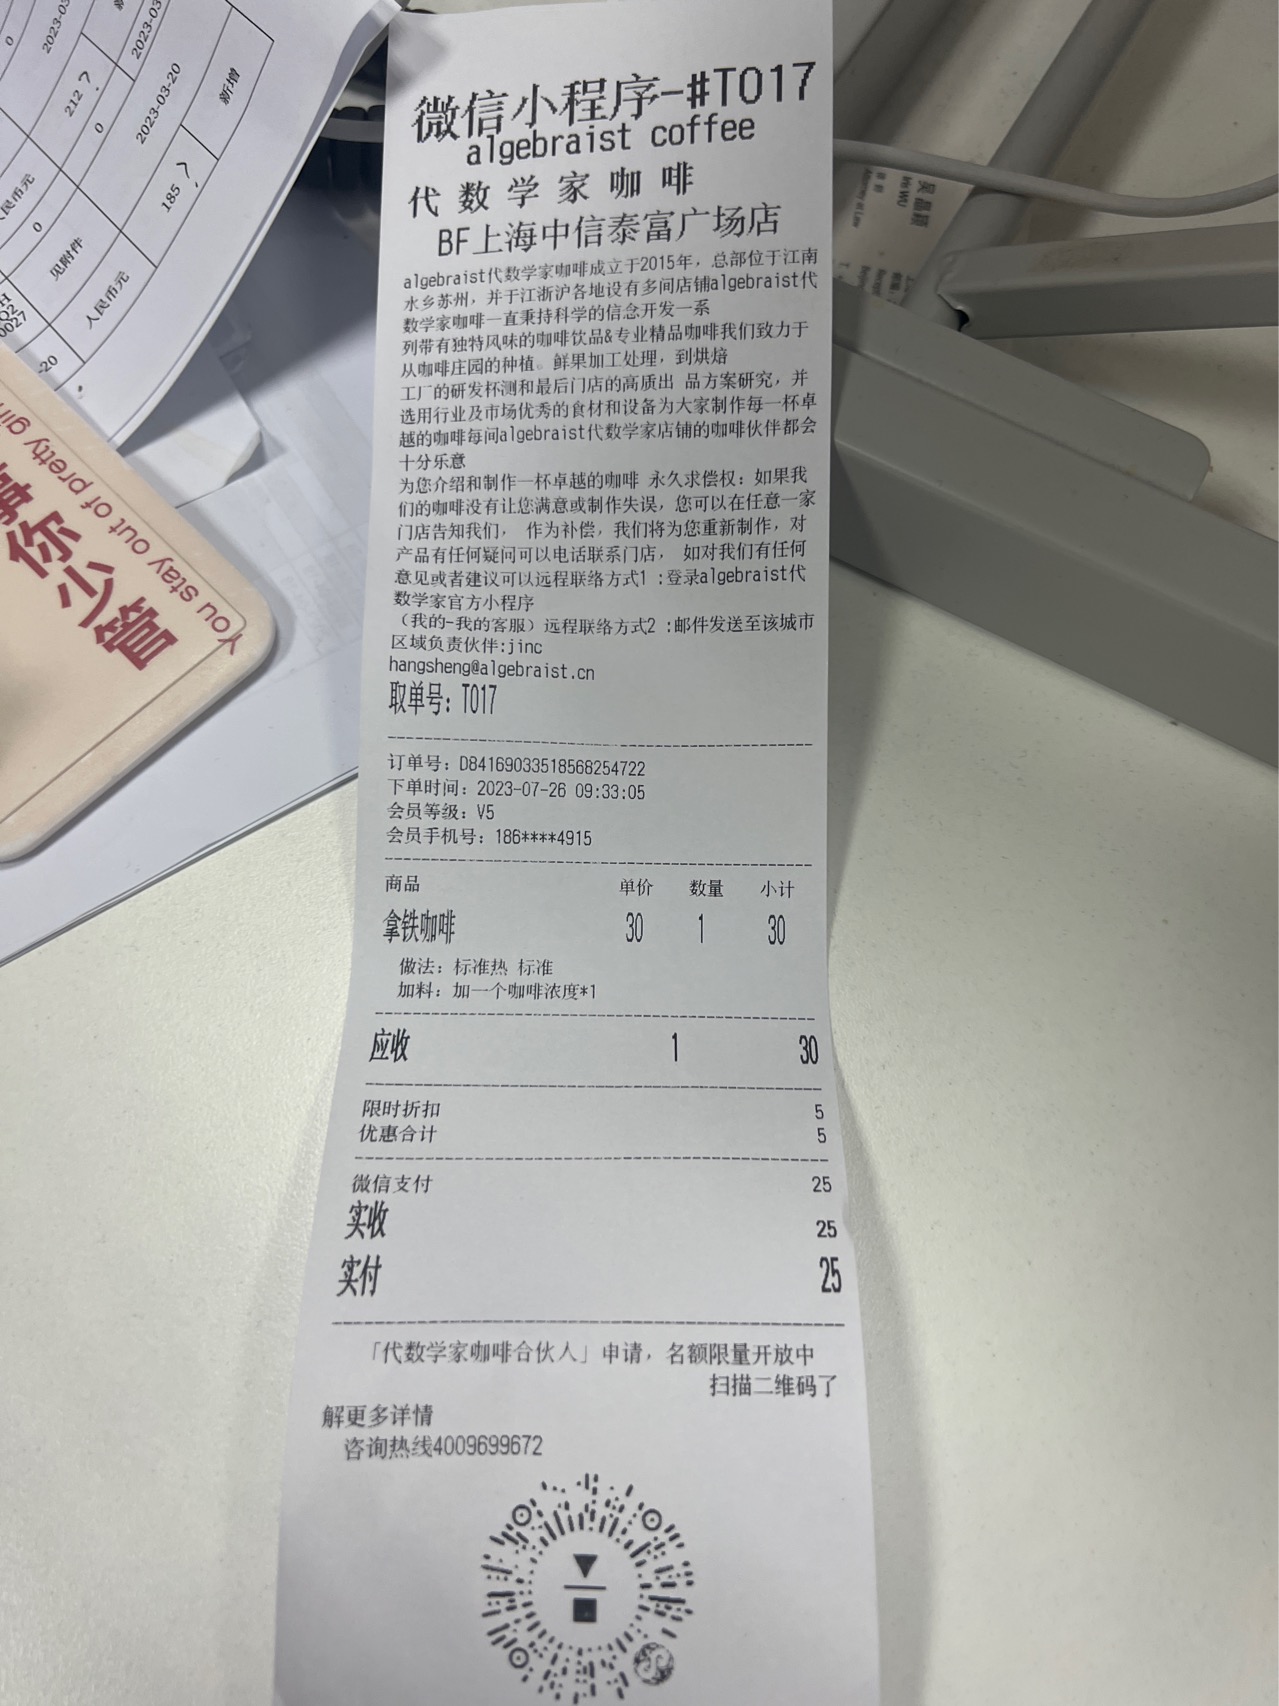 微信小程序-#T017
algebraist coffee
代数学家咖啡
BF上海中信泰富广场店
algebraist代数学家咖啡成立于2015年，总部位于江南
水乡苏州，并于江浙沪各地设有多间店铺algebraist代
数学家咖啡一直秉持科学的信念开发一系
列带有独特风味的咖啡饮品&专业精品咖啡我们致力于
从咖啡庄园的种植。鲜果加工处理，到烘焙
工厂的研发杯测和最后门店的高质出 品方案研究，并
选用行业及市场优秀的食材和设备为大家制作每一杯卓
越的咖啡每间algebraist代数学家店铺的咖啡伙伴都会
十分乐意
为您介绍和制作一杯卓越的咖啡 永久求偿权：如果我
们的咖啡没有让您满意或制作失误，您可以在任意一家
门店告知我们， 作为补偿，我们将为您重新制作，对
产品有任何疑问可以电话联系门店， 如对我们有任何
意见或者建议可以远程联络方式1 :登录algebraist代
数学家官方小程序
（我的-我的客服）远程联络方式2 :邮件发送至该城市
区域负责伙伴:jinc
hangsheng@algebraist.cn
取单号：T017
订单号：D84169033518568254722
下单时间：2023-07-26 09:33:05
会员等级：V5
会员手机号：186****4915
商品 单价 数量 小计
拿铁咖啡 30 1 30
做法：标准热 标准
加料：加一个咖啡浓度*1
应收 1 30
限时折扣 5
优惠合计 5
微信支付 25
实收 25
实付 25
「代数学家咖啡合伙人」申请，名额限量开放中
扫描二维码了
解更多详情
咨询热线4009699672
2023-03-20
新增
212
0
185
人民币元
0
见附件
人民币元
0027
-20
You stay out of pretty
你少管
吴晶颖
Attorney at Law